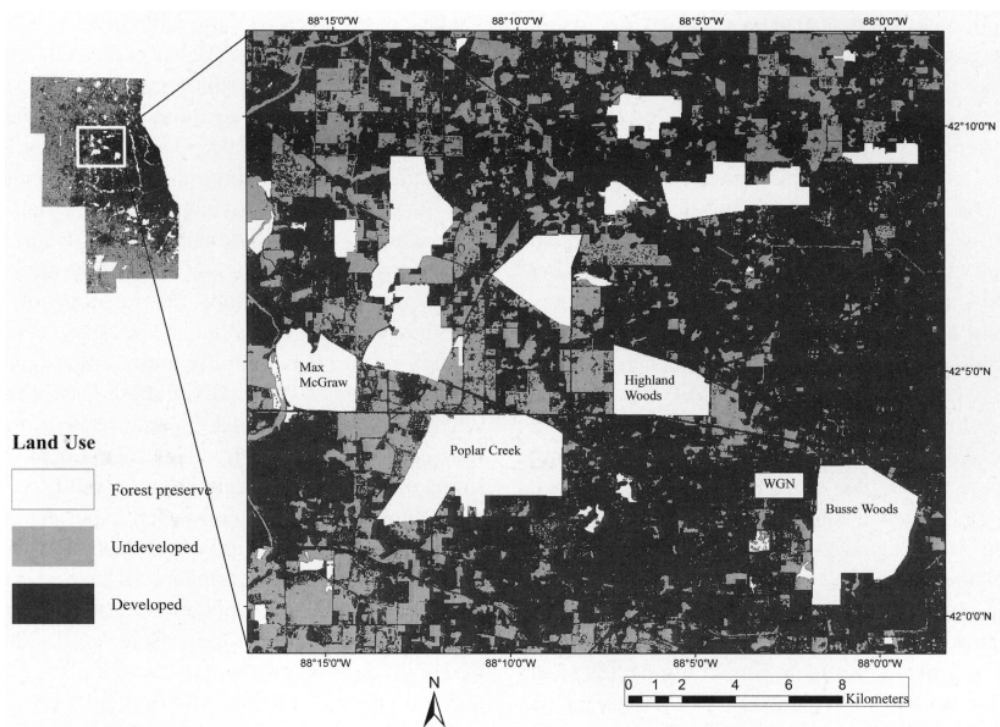 88°15'0"W
88°10'0"W
88°5'0"W
88°0'0"W
42°10'0"N
42°5'0"N
42°0'0"N
Max
McGraw
Highland
Woods
Poplar Creek
WGN
Busse Woods
Land Use
Forest preserve
Undeveloped
Developed
88°15'0"W
88°10'0"W
88°5'0"W
88°0'0"W
N
0 1 2 4 6 8
Kilometers